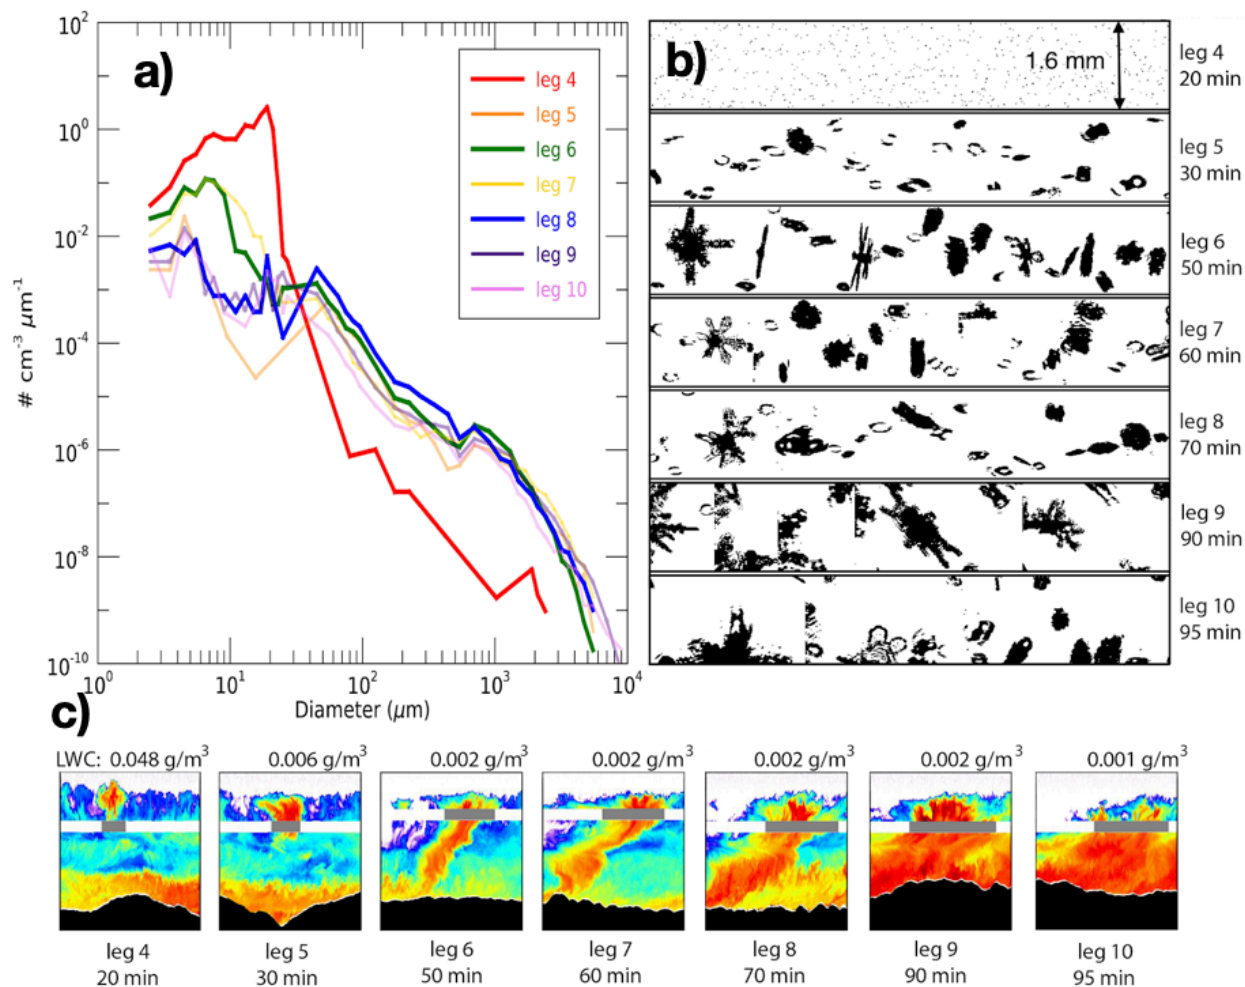 a)
10²
10⁰
10⁻²
10⁻⁴
10⁻⁶
10⁻⁸
10⁻¹⁰
# cm⁻³ μm⁻¹
10⁰ 10¹ 10² 10³ 10⁴
Diameter (μm)
leg 4
leg 5
leg 6
leg 7
leg 8
leg 9
leg 10
b)
1.6 mm
leg 4
20 min
leg 5
30 min
leg 6
50 min
leg 7
60 min
leg 8
70 min
leg 9
90 min
leg 10
95 min
c)
LWC: 0.048 g/m³ 0.006 g/m³ 0.002 g/m³ 0.002 g/m³ 0.002 g/m³ 0.002 g/m³ 0.001 g/m³
leg 4 leg 5 leg 6 leg 7 leg 8 leg 9 leg 10
20 min 30 min 50 min 60 min 70 min 90 min 95 min